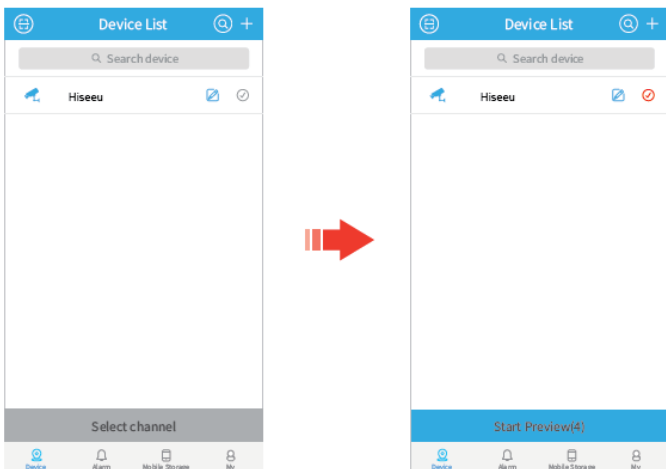 Device List
Search device
Hiseeu
Select channel
Device Alarm Mobile Storage My
Device List
Search device
Hiseeu
Start Preview(4)
Device Alarm Mobile Storage My